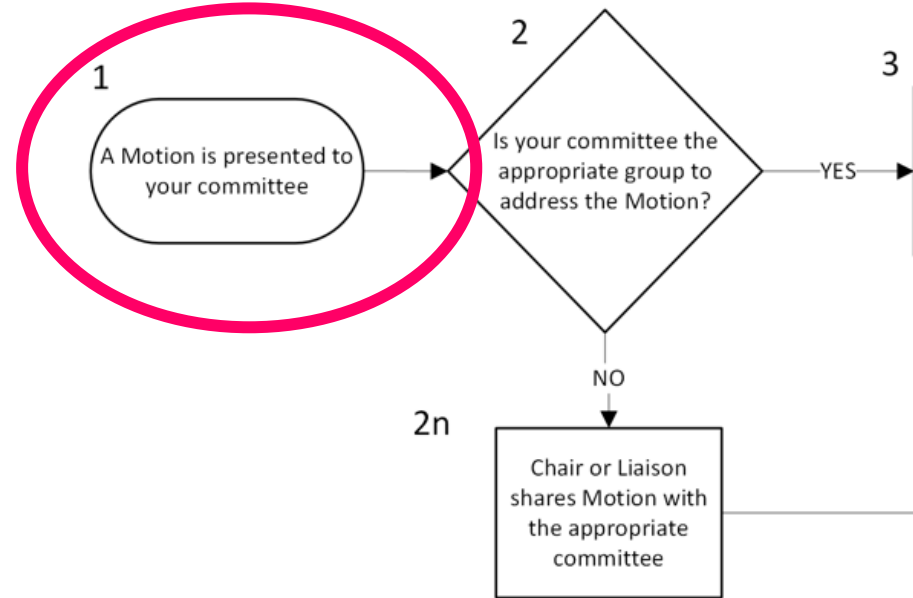 1
A Motion is presented to
your committee
2
Is your committee the
appropriate group to
address the Motion?
YES
3
NO
2n
Chair or Liaison
shares Motion with
the appropriate
committee